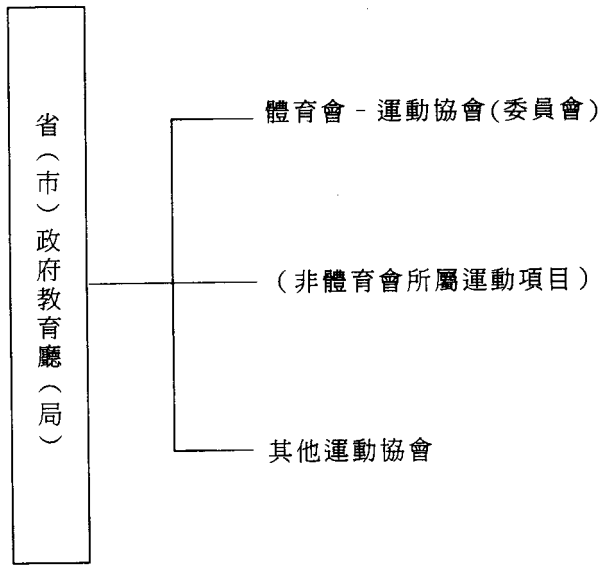 省（市）政府教育廳（局）
體育會－運動協會(委員會)
（非體育會所屬運動項目）
其他運動協會